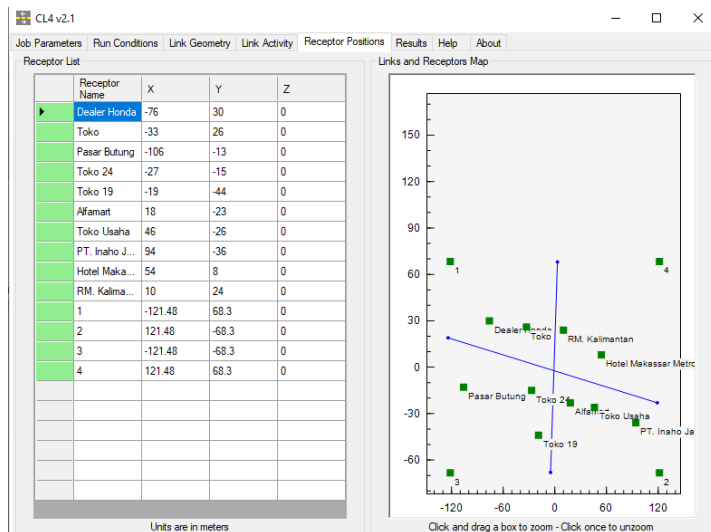 CL4 v2.1
Job Parameters Run Conditions Link Geometry Link Activity Receptor Positions Results Help About
Receptor List
Receptor Name X Y Z
Dealer Honda -76 30 0
Toko -33 26 0
Pasar Butung -106 -13 0
Toko 24 -27 -15 0
Toko 19 -19 -44 0
Alfamart 18 -23 0
Toko Usaha 46 -26 0
PT. Inaho J... 94 -36 0
Hotel Maka... 54 8 0
RM. Kalima... 10 24 0
1 -121.48 68.3 0
2 121.48 -68.3 0
3 -121.48 -68.3 0
4 121.48 68.3 0
Units are in meters
Links and Receptors Map
150
120
90
60
30
0
-30
-60
-120 -60 0 60 120
1
4
Dealer Honda
Toko
RM. Kalimantan
Hotel Makassar Metro
Pasar Butung
Toko 24
Alfamart
Toko Usaha
PT. Inaho Ja
Toko 19
3
2
Click and drag a box to zoom - Click once to unzoom